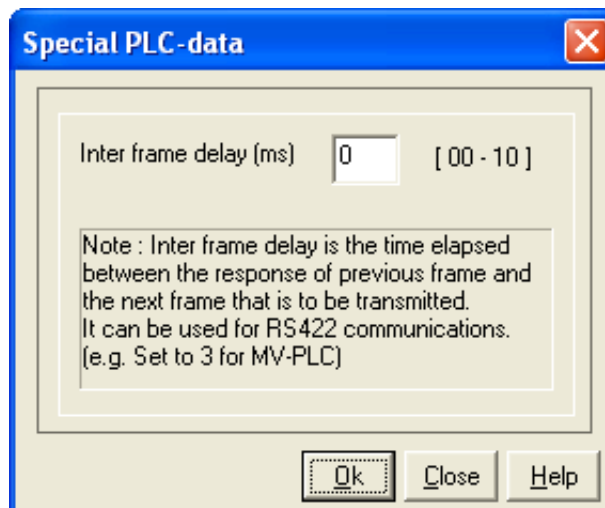 Special PLC-data
Inter frame delay (ms) 0 [ 00 - 10 ]
Note : Inter frame delay is the time elapsed
between the response of previous frame and
the next frame that is to be transmitted.
It can be used for RS422 communications.
(e.g. Set to 3 for MV-PLC)
Ok Close Help